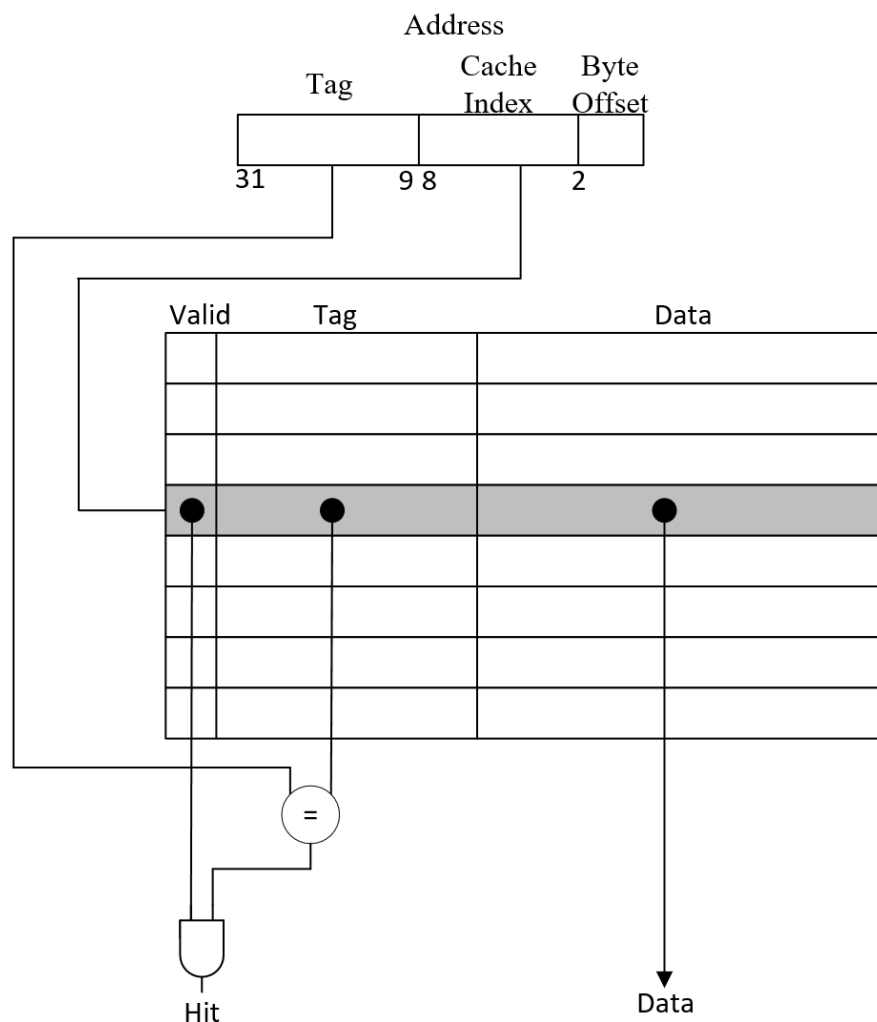 Address
Tag
Cache
Index
Byte
Offset
31
9 8
2
Valid
Tag
Data
=
Hit
Data